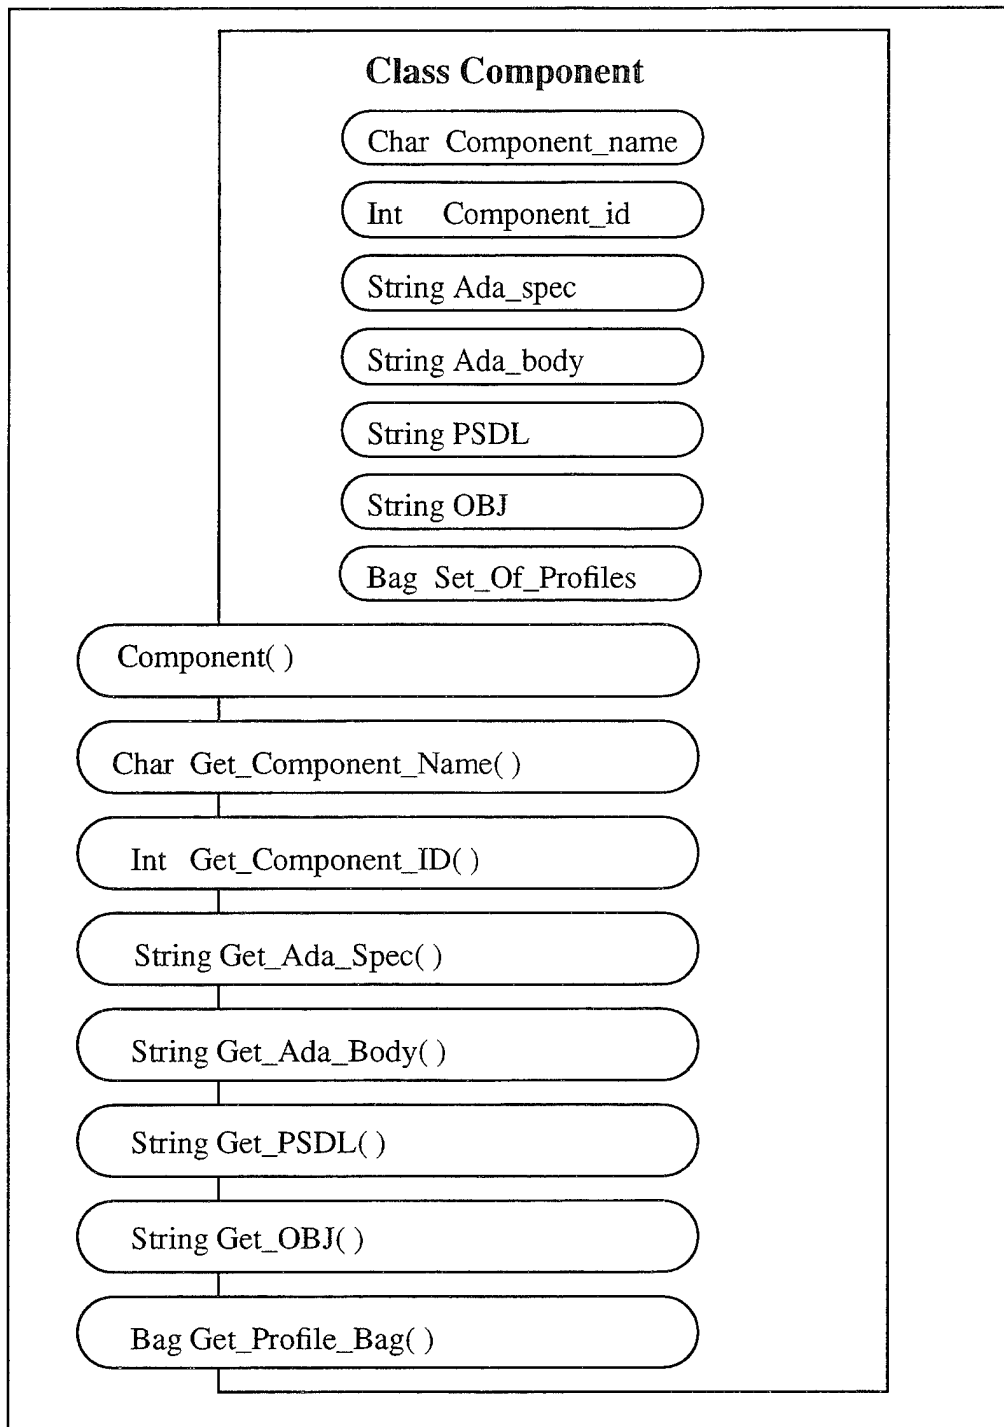 Class Component
Char Component_name
Int Component_id
String Ada_spec
String Ada_body
String PSDL
String OBJ
Bag Set_Of_Profiles
Component( )
Char Get_Component_Name( )
Int Get_Component_ID( )
String Get_Ada_Spec( )
String Get_Ada_Body( )
String Get_PSDL( )
String Get_OBJ( )
Bag Get_Profile_Bag( )